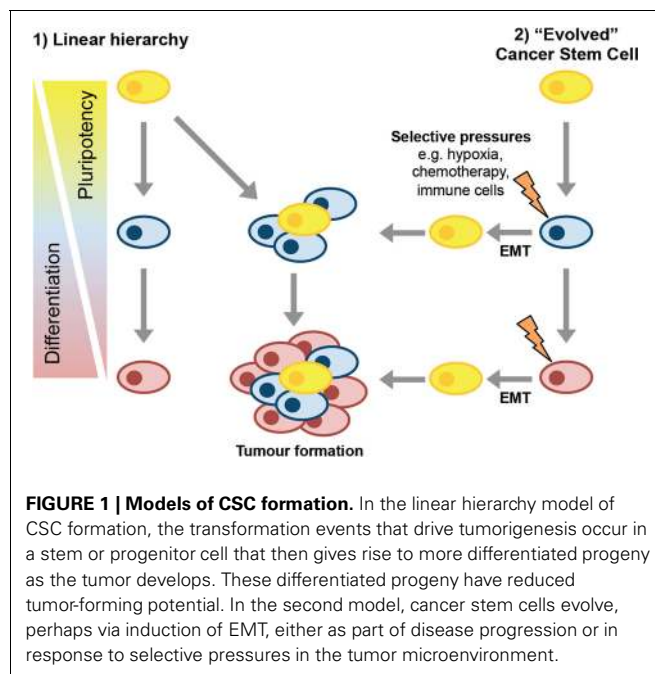 1) Linear hierarchy
2) “Evolved”
Cancer Stem Cell
Pluripotency
Differentiation
Selective pressures
e.g. hypoxia,
chemotherapy,
immune cells
EMT
EMT
Tumour formation
FIGURE 1 | Models of CSC formation. In the linear hierarchy model of
CSC formation, the transformation events that drive tumorigenesis occur in
a stem or progenitor cell that then gives rise to more differentiated progeny
as the tumor develops. These differentiated progeny have reduced
tumor-forming potential. In the second model, cancer stem cells evolve,
perhaps via induction of EMT, either as part of disease progression or in
response to selective pressures in the tumor microenvironment.